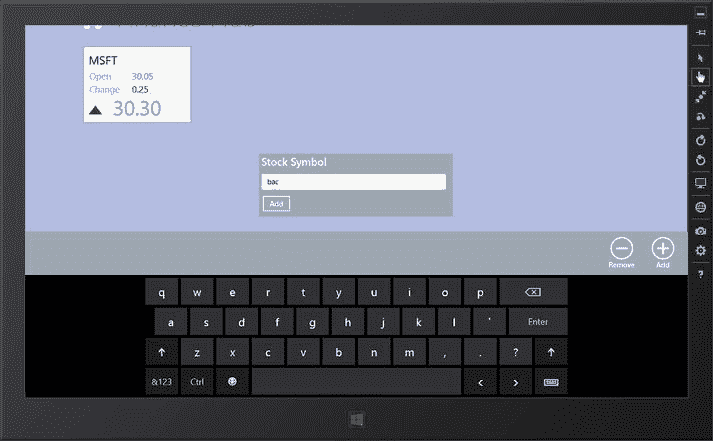 MSFT
Open 30.05
Change 0.25
30.30
Stock Symbol
bac
Add
Remove Add
q w e r t y u i o p
a s d f g h j k l ' Enter
z x c v b n m , . ?
&123 Ctrl < >
?